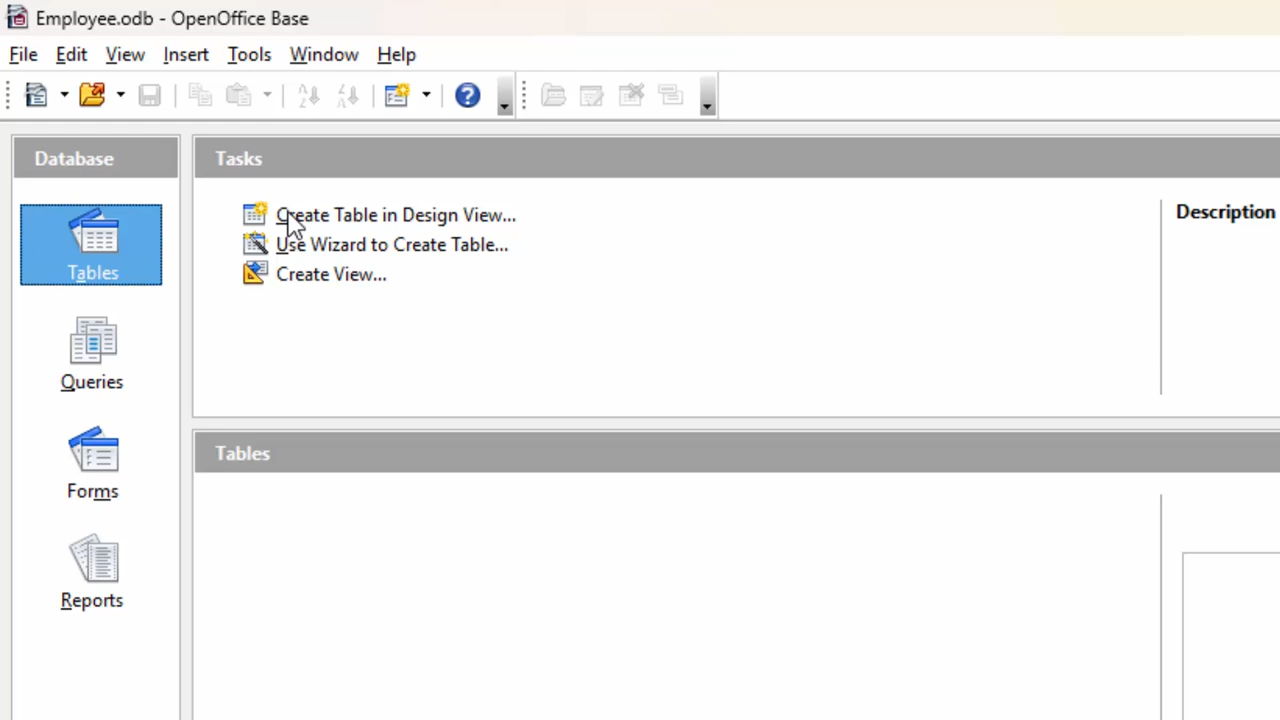 Employee.odb - OpenOffice Base
File Edit View Insert Tools Window Help
Database
Tasks
Create Table in Design View...
Use Wizard to Create Table...
Create View...
Description
Tables
Queries
Forms
Reports
Tables